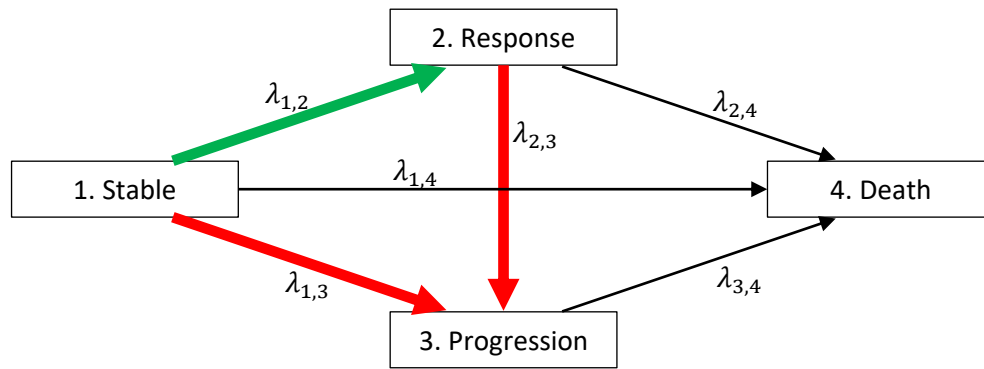 2. Response
λ1,2
λ2,4
λ2,3
1. Stable
λ1,4
4. Death
λ1,3
λ3,4
3. Progression